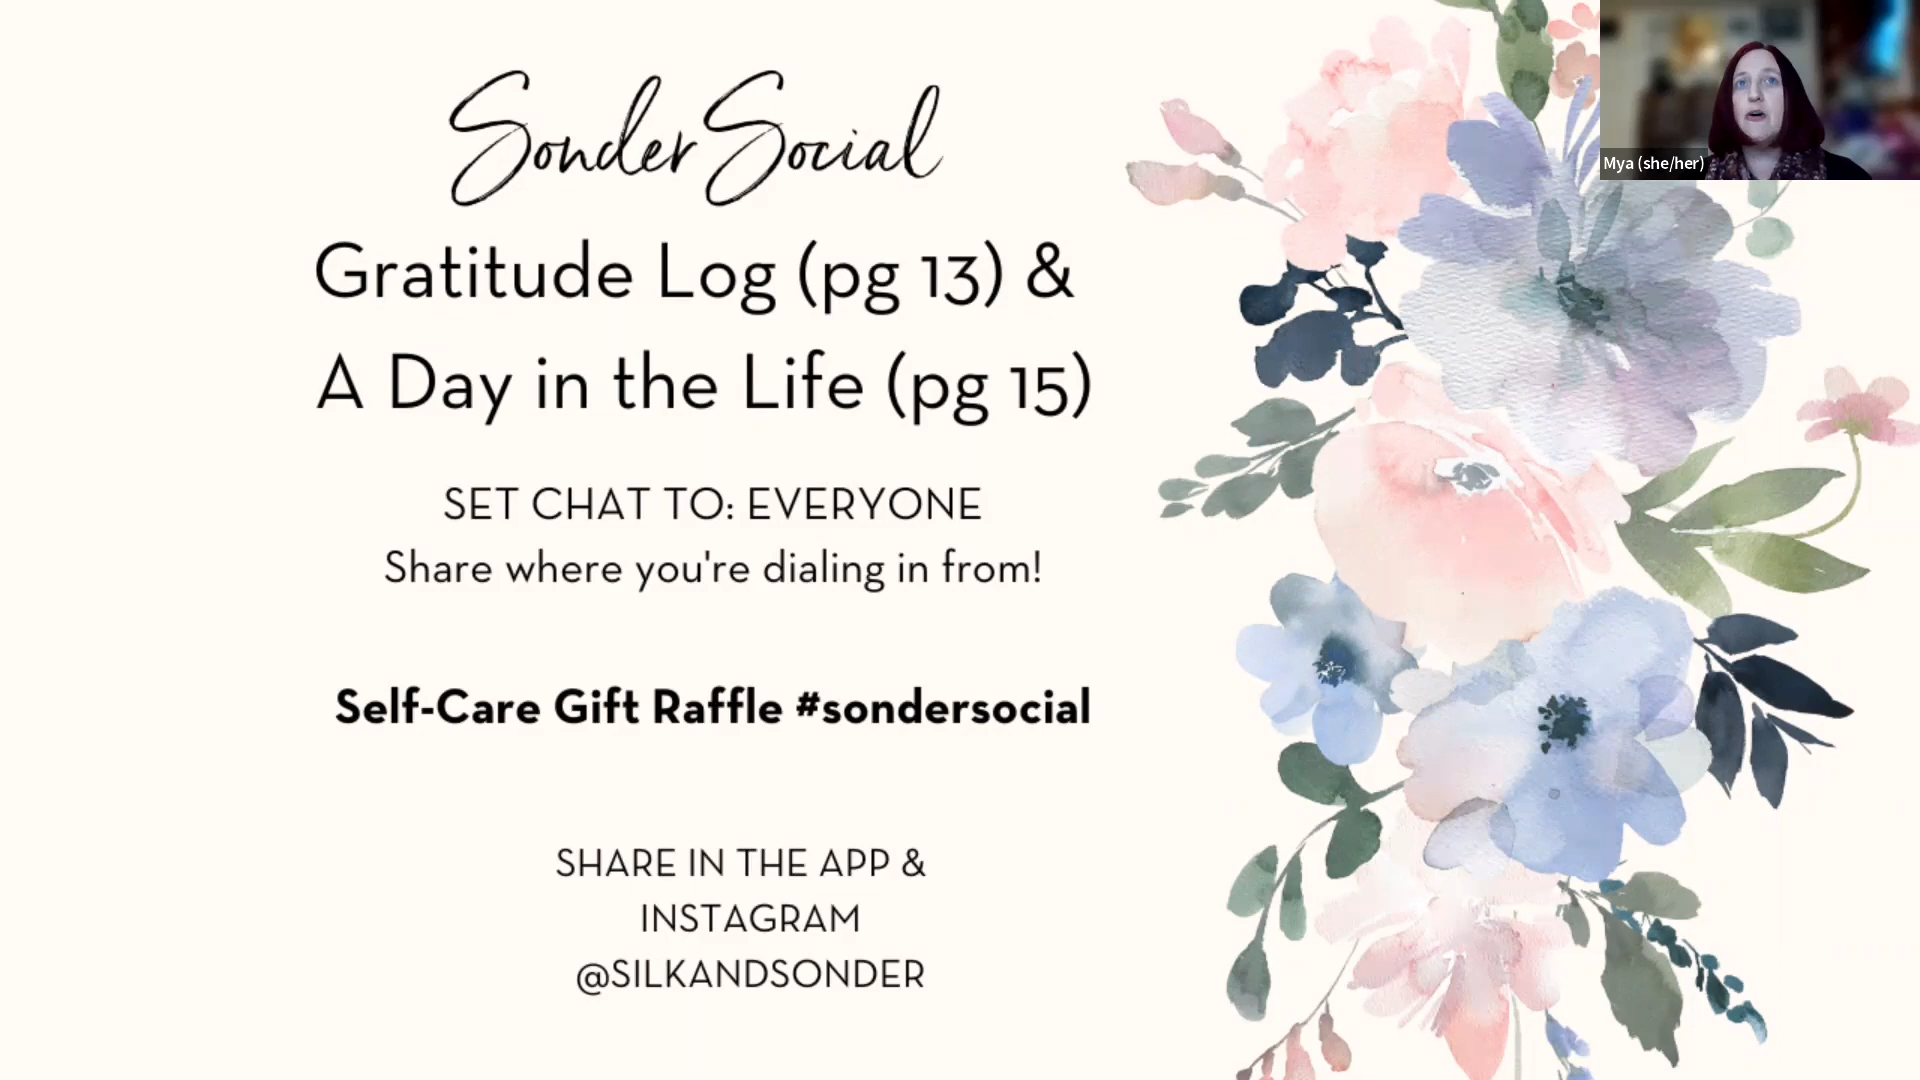 Sonder Social
Gratitude Log (pg 13) &
A Day in the Life (pg 15)
SET CHAT TO: EVERYONE
Share where you're dialing in from!
Self-Care Gift Raffle #sondersocial
SHARE IN THE APP &
INSTAGRAM
@SILKANDSONDER
Mya (she/her)